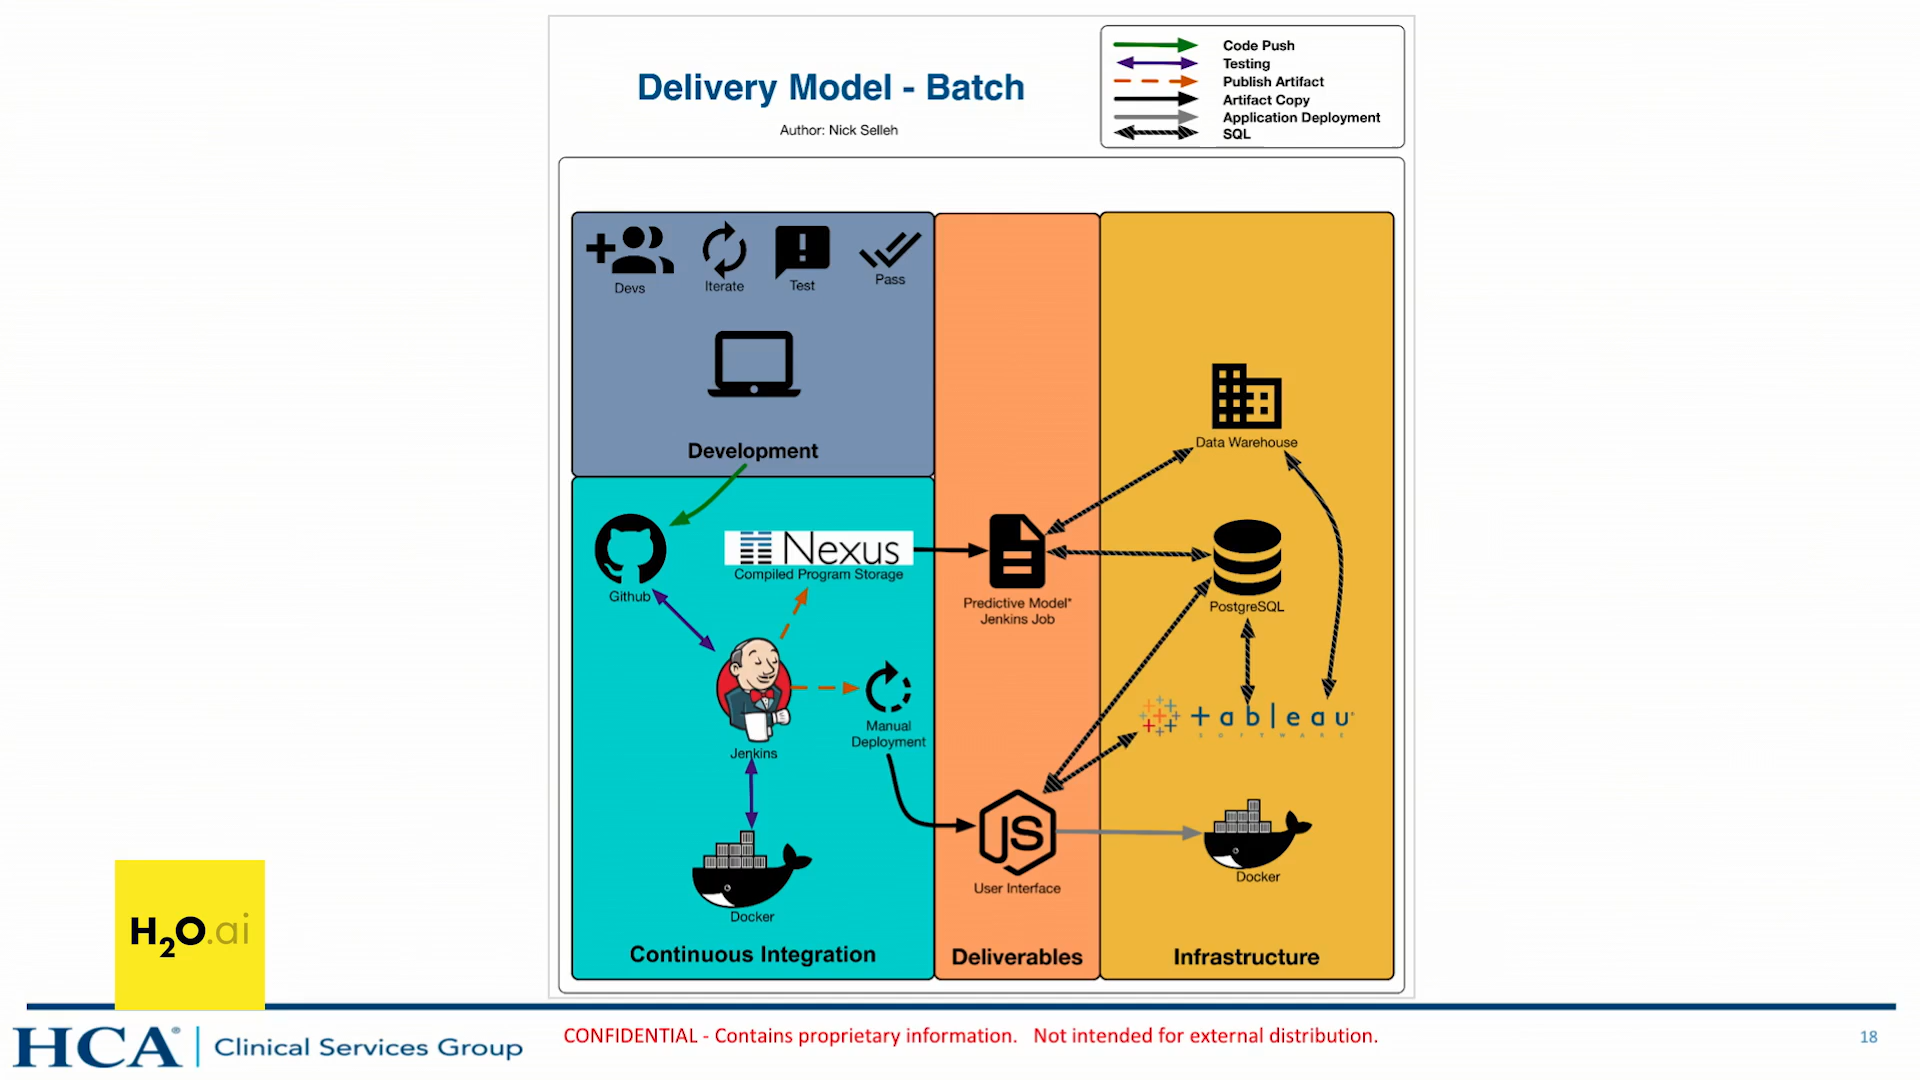 Delivery Model - Batch
Author: Nick Selleh
Code Push
Testing
Publish Artifact
Artifact Copy
Application Deployment
SQL
Devs
Iterate
Test
Pass
Development
Github
Nexus
Compiled Program Storage
Jenkins
Manual
Deployment
Docker
Continuous Integration
Predictive Model*
Jenkins Job
JS
User Interface
Deliverables
Data Warehouse
PostgreSQL
+ableau
SOFTWARE
Docker
Infrastructure
H2O.ai
HCA® Clinical Services Group
CONFIDENTIAL - Contains proprietary information. Not intended for external distribution.
18